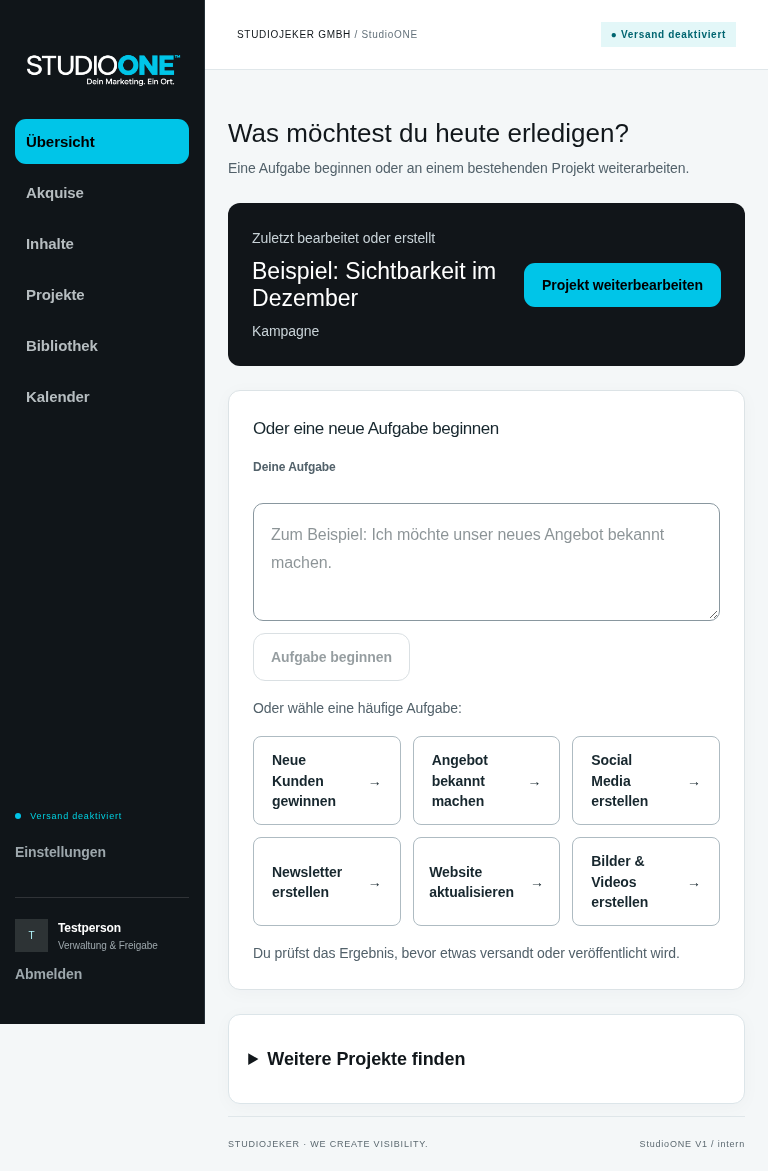 STUDIOONE™
Dein Marketing. Ein Ort.
Übersicht
Akquise
Inhalte
Projekte
Bibliothek
Kalender
Versand deaktiviert
Einstellungen
T
Testperson
Verwaltung & Freigabe
Abmelden
STUDIOJEKER GMBH / StudioONE
● Versand deaktiviert
Was möchtest du heute erledigen?
Eine Aufgabe beginnen oder an einem bestehenden Projekt weiterarbeiten.
Zuletzt bearbeitet oder erstellt
Beispiel: Sichtbarkeit im
Dezember
Kampagne
Projekt weiterbearbeiten
Oder eine neue Aufgabe beginnen
Deine Aufgabe
Zum Beispiel: Ich möchte unser neues Angebot bekannt
machen.
Aufgabe beginnen
Oder wähle eine häufige Aufgabe:
Neue
Kunden
gewinnen
→
Angebot
bekannt
machen
→
Social
Media
erstellen
→
Newsletter
erstellen
→
Website
aktualisieren
→
Bilder &
Videos
erstellen
→
Du prüfst das Ergebnis, bevor etwas versandt oder veröffentlicht wird.
▶ Weitere Projekte finden
STUDIOJEKER · WE CREATE VISIBILITY.
StudioONE V1 / intern